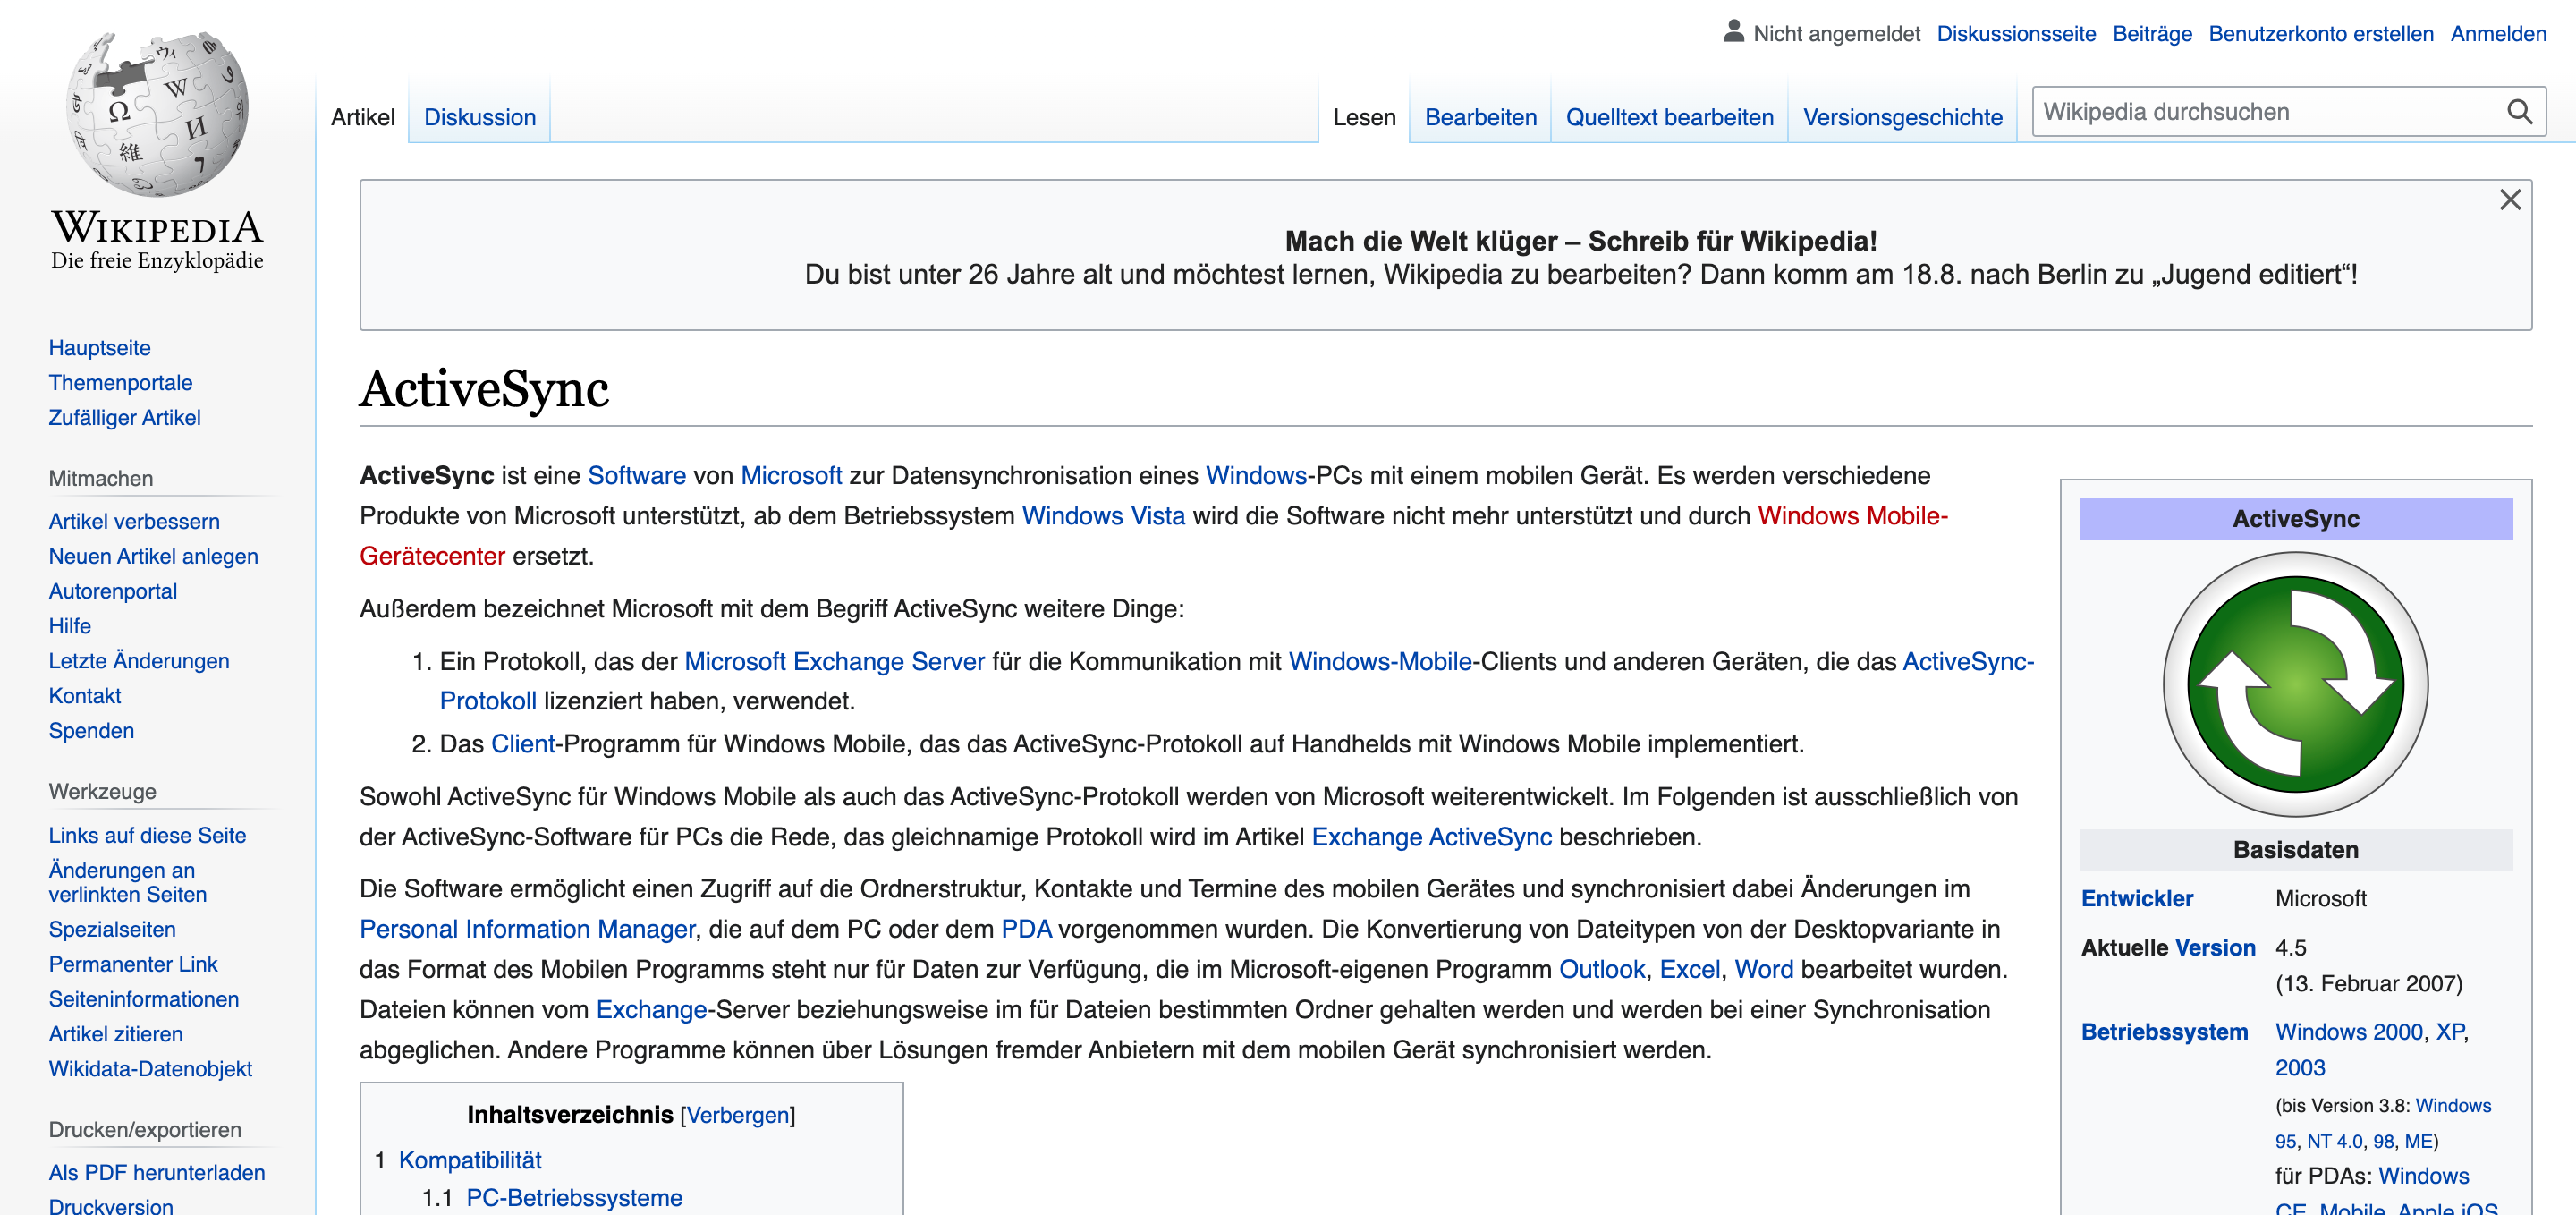 Nicht angemeldet Diskussionsseite Beiträge Benutzerkonto erstellen Anmelden
Artikel Diskussion Lesen Bearbeiten Quelltext bearbeiten Versionsgeschichte Wikipedia durchsuchen
WIKIPEDIA
Die freie Enzyklopädie
Hauptseite
Themenportale
Zufälliger Artikel
Mitmachen
Artikel verbessern
Neuen Artikel anlegen
Autorenportal
Hilfe
Letzte Änderungen
Kontakt
Spenden
Werkzeuge
Links auf diese Seite
Änderungen an
verlinkten Seiten
Spezialseiten
Permanenter Link
Seiteninformationen
Artikel zitieren
Wikidata-Datenobjekt
Drucken/exportieren
Als PDF herunterladen
Druckversion
Mach die Welt klüger – Schreib für Wikipedia!
Du bist unter 26 Jahre alt und möchtest lernen, Wikipedia zu bearbeiten? Dann komm am 18.8. nach Berlin zu „Jugend editiert“!
ActiveSync
ActiveSync ist eine Software von Microsoft zur Datensynchronisation eines Windows-PCs mit einem mobilen Gerät. Es werden verschiedene
Produkte von Microsoft unterstützt, ab dem Betriebssystem Windows Vista wird die Software nicht mehr unterstützt und durch Windows Mobile-
Gerätecenter ersetzt.
Außerdem bezeichnet Microsoft mit dem Begriff ActiveSync weitere Dinge:
1. Ein Protokoll, das der Microsoft Exchange Server für die Kommunikation mit Windows-Mobile-Clients und anderen Geräten, die das ActiveSync-
Protokoll lizenziert haben, verwendet.
2. Das Client-Programm für Windows Mobile, das das ActiveSync-Protokoll auf Handhelds mit Windows Mobile implementiert.
Sowohl ActiveSync für Windows Mobile als auch das ActiveSync-Protokoll werden von Microsoft weiterentwickelt. Im Folgenden ist ausschließlich von
der ActiveSync-Software für PCs die Rede, das gleichnamige Protokoll wird im Artikel Exchange ActiveSync beschrieben.
Die Software ermöglicht einen Zugriff auf die Ordnerstruktur, Kontakte und Termine des mobilen Gerätes und synchronisiert dabei Änderungen im
Personal Information Manager, die auf dem PC oder dem PDA vorgenommen wurden. Die Konvertierung von Dateitypen von der Desktopvariante in
das Format des Mobilen Programms steht nur für Daten zur Verfügung, die im Microsoft-eigenen Programm Outlook, Excel, Word bearbeitet wurden.
Dateien können vom Exchange-Server beziehungsweise im für Dateien bestimmten Ordner gehalten werden und werden bei einer Synchronisation
abgeglichen. Andere Programme können über Lösungen fremder Anbietern mit dem mobilen Gerät synchronisiert werden.
Inhaltsverzeichnis [Verbergen]
1 Kompatibilität
1.1 PC-Betriebssysteme
ActiveSync
Basisdaten
Entwickler Microsoft
Aktuelle Version 4.5
(13. Februar 2007)
Betriebssystem Windows 2000, XP,
2003
(bis Version 3.8: Windows
95, NT 4.0, 98, ME)
für PDAs: Windows
CE, Mobile, Apple iOS